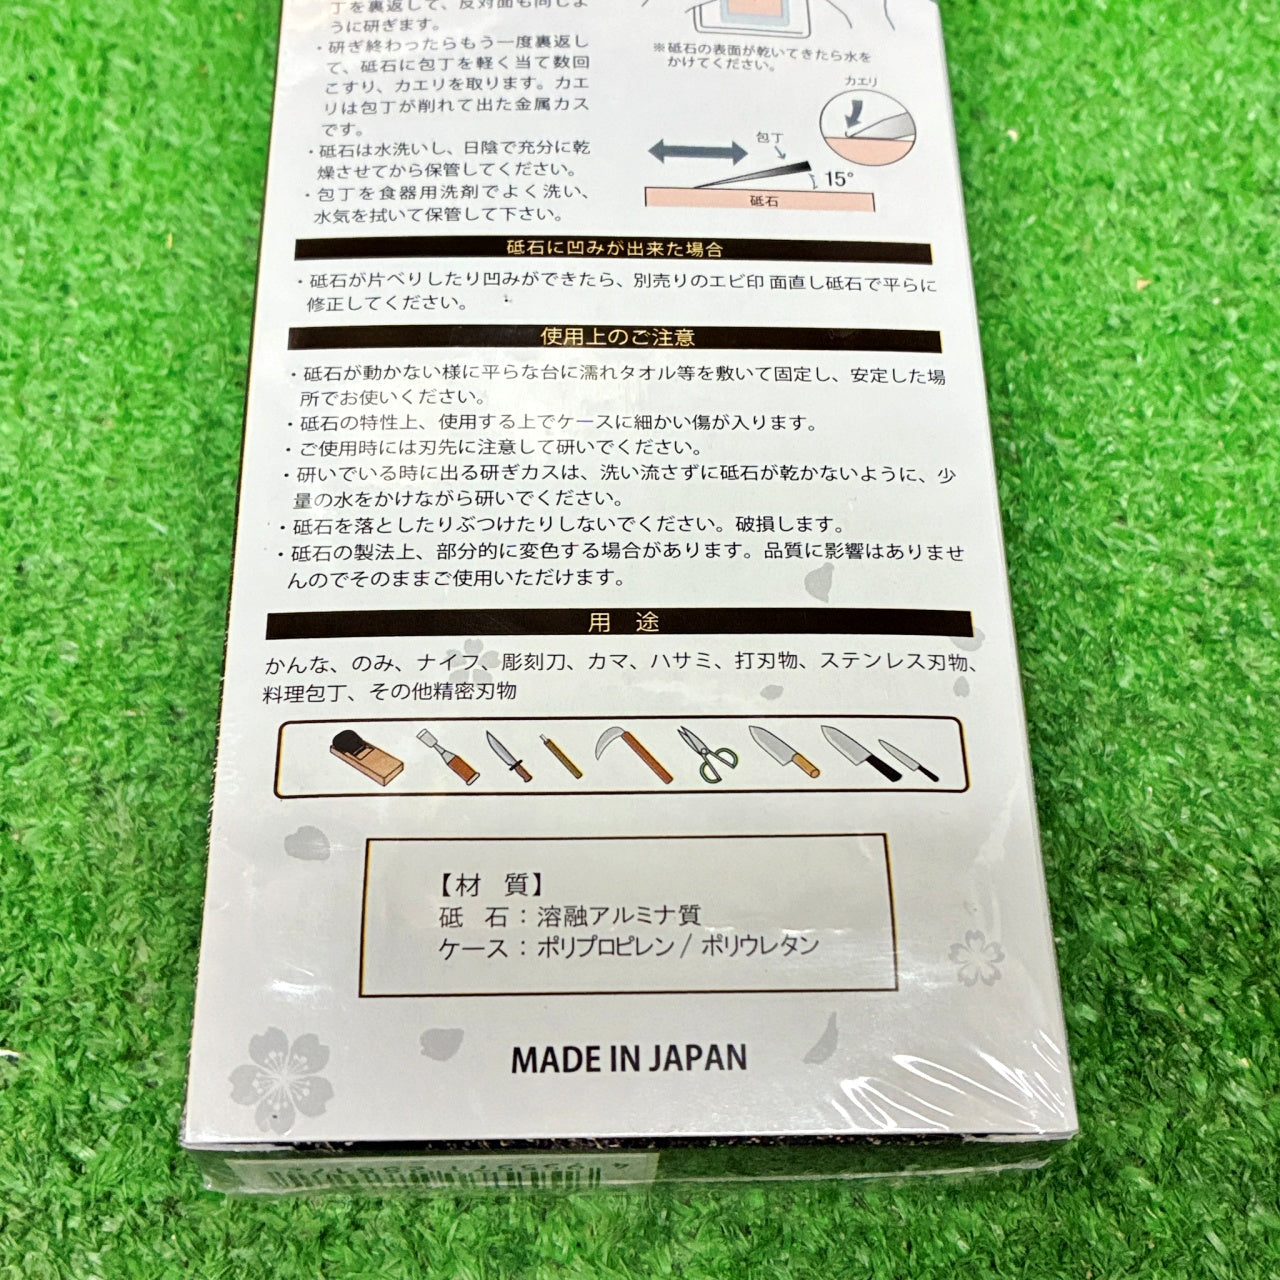 丁を裏返して、反対面も同じよ
うに研ぎます。
・研ぎ終わったらもう一度裏返し
て、砥石に包丁を軽く当て数回
こすり、カエリを取ります。カエ
リは包丁が削れて出た金属カス
です。
・砥石は水洗いし、日陰で充分に乾
燥させてから保管してください。
・包丁を食器用洗剤でよく洗い、
水気を拭いて保管して下さい。
※砥石の表面が乾いてきたら水を
かけてください。
カエリ
包丁
15°
砥石
砥石に凹みが出来た場合
・砥石が片べりしたり凹みができたら、別売りのエビ印 面直し砥石で平らに
修正してください。
使用上のご注意
・砥石が動かない様に平らな台に濡れタオル等を敷いて固定し、安定した場
所でお使いください。
・砥石の特性上、使用する上でケースに細かい傷が入ります。
・ご使用時には刃先に注意して研いでください。
・研いでいる時に出る研ぎカスは、洗い流さずに砥石が乾かないように、少
量の水をかけながら研いでください。
・砥石を落としたりぶつけたりしないでください。破損します。
・砥石の製法上、部分的に変色する場合があります。品質に影響はありませ
んのでそのままご使用いただけます。
用 途
かんな、のみ、ナイフ、彫刻刀、カマ、ハサミ、打刃物、ステンレス刃物、
料理包丁、その他精密刃物
【材 質】
砥 石：溶融アルミナ質
ケース：ポリプロピレン / ポリウレタン
MADE IN JAPAN